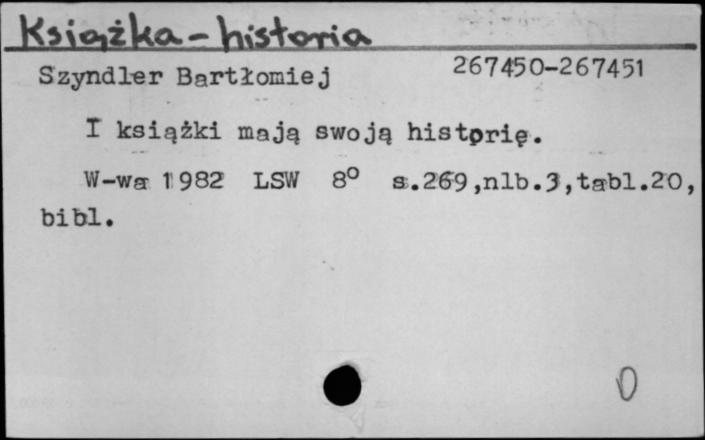 Książka - historia
Szyndler Bartłomiej 267450-267451
I książki mają swoją historię.
W-wa 1982 LSW 8° s.269,nlb.3,tabl.20,
bibl.
0